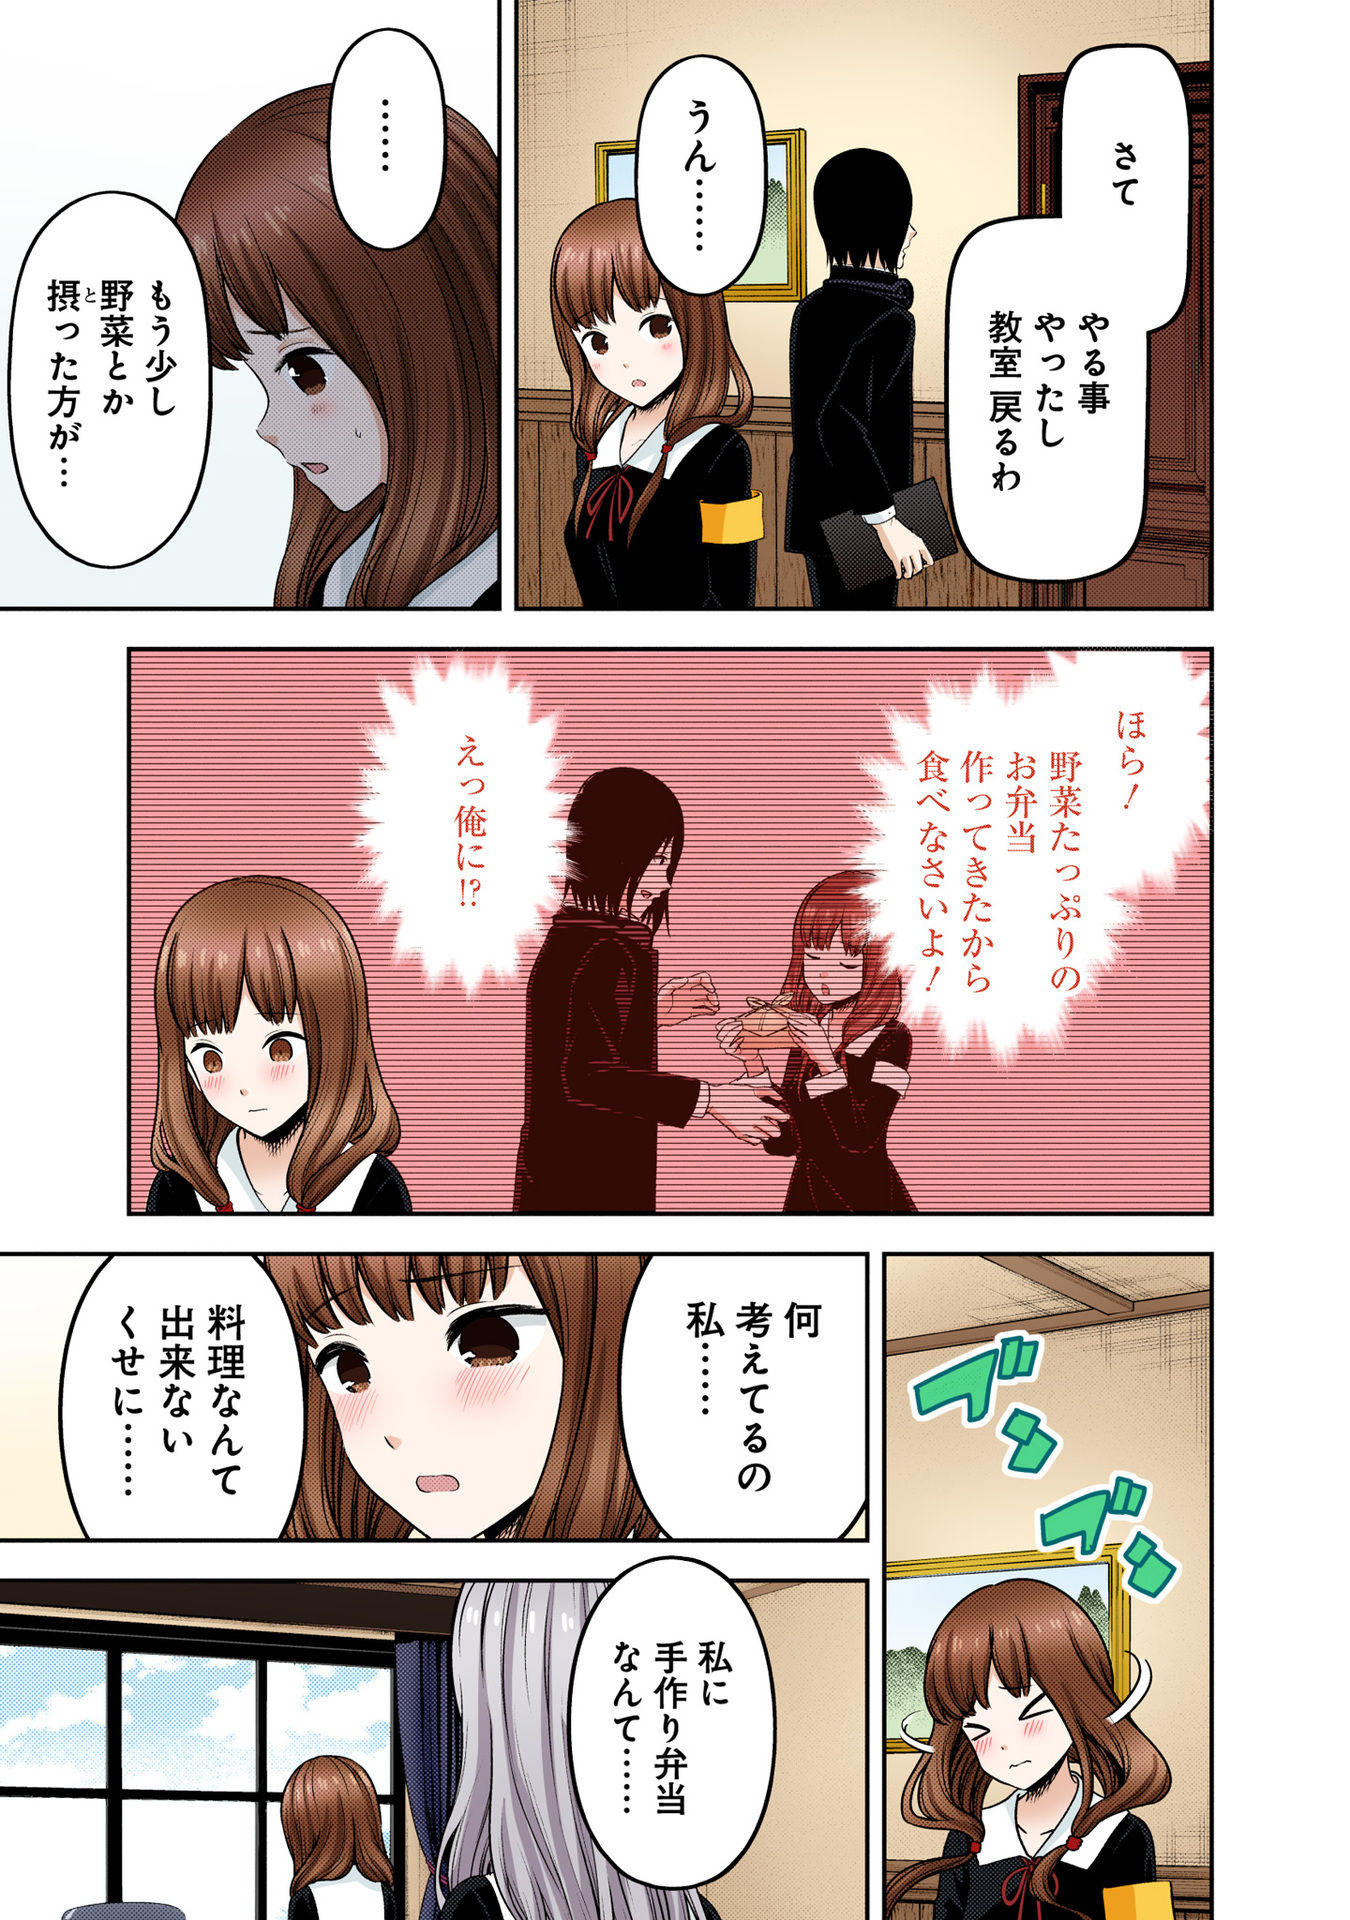 さて
やる事
やったし
教室戻るわ
うん……
……
もう少し
野菜とか
摂った方が…
と
ほら！
野菜たっぷりの
お弁当
作ってきたから
食べなさいよ！
えっ俺に!?
ブン
ブン
何
考えてるの
私……
料理なんて
出来ない
くせに……
私に
手作り弁当
なんて……